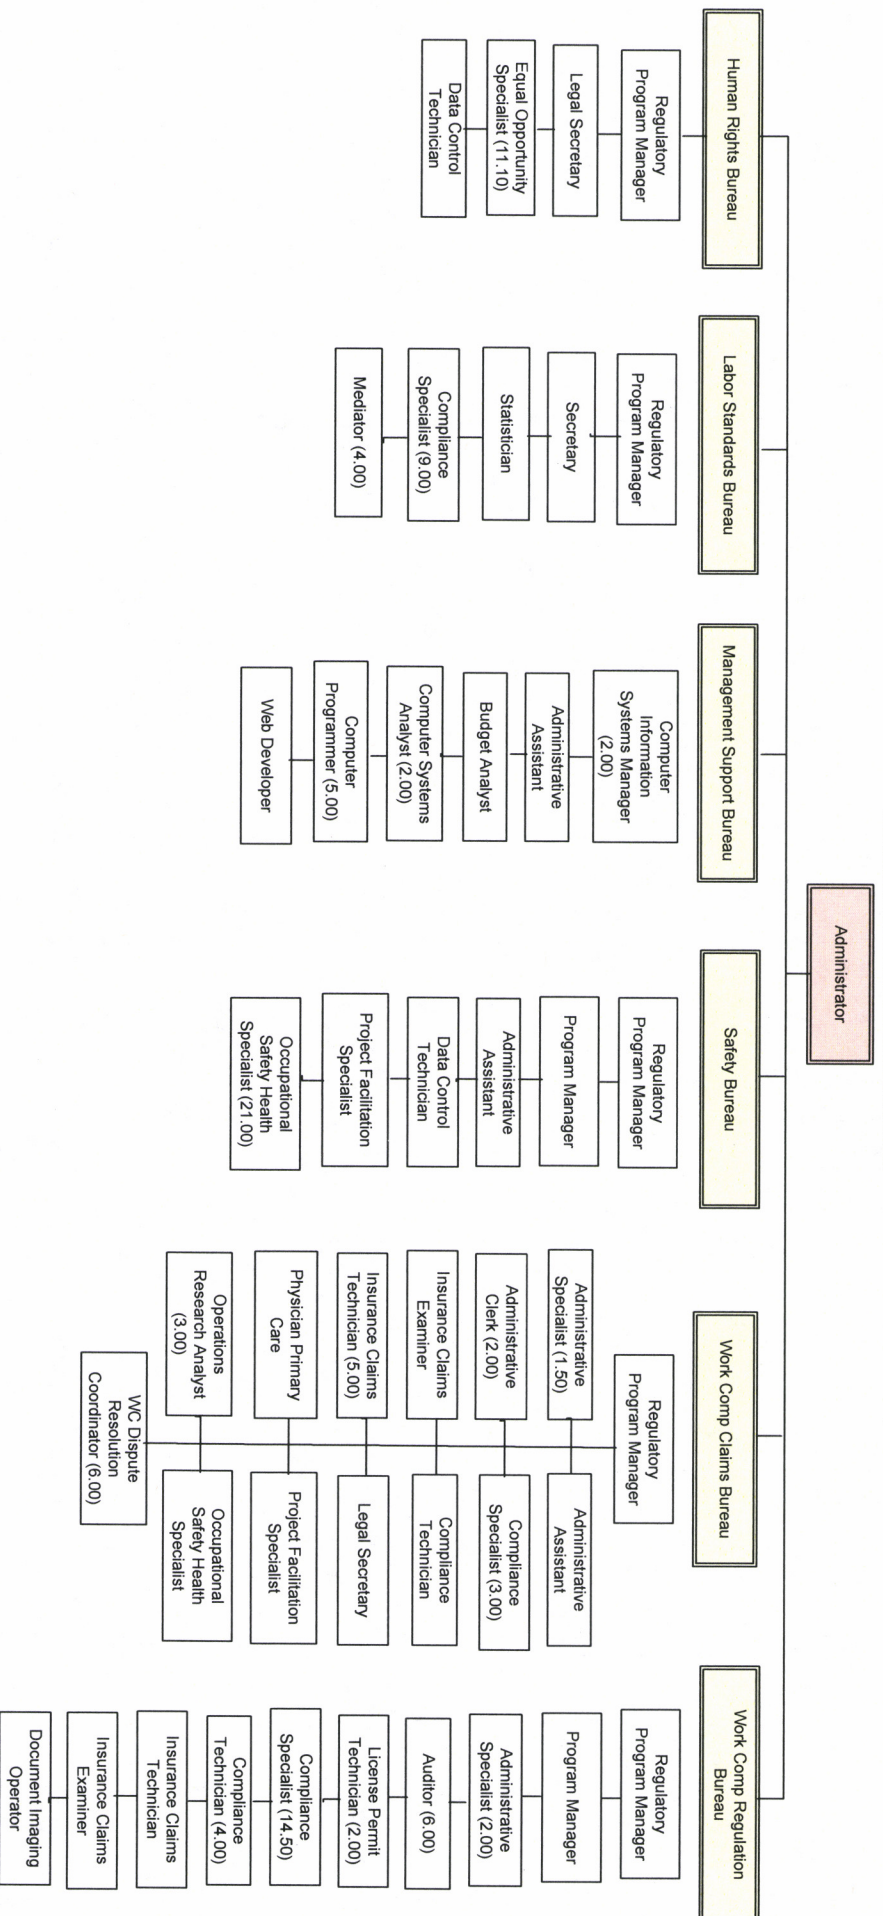 Administrator
Human Rights Bureau
Regulatory
Program Manager
Legal Secretary
Equal Opportunity
Specialist (11.10)
Data Control
Technician
Labor Standards Bureau
Regulatory
Program Manager
Secretary
Statistician
Compliance
Specialist (9.00)
Mediator (4.00)
Management Support Bureau
Computer
Information
Systems Manager
(2.00)
Administrative
Assistant
Budget Analyst
Computer Systems
Analyst (2.00)
Computer
Programmer (5.00)
Web Developer
Safety Bureau
Regulatory
Program Manager
Program Manager
Administrative
Assistant
Data Control
Technician
Project Facilitation
Specialist
Occupational
Safety Health
Specialist (21.00)
Work Comp Claims Bureau
Regulatory
Program Manager
Administrative
Specialist (1.50)
Administrative
Assistant
Administrative
Clerk (2.00)
Compliance
Specialist (3.00)
Insurance Claims
Examiner
Compliance
Technician
Insurance Claims
Technician (5.00)
Legal Secretary
Physician Primary
Care
Project Facilitation
Specialist
Operations
Research Analyst
(3.00)
Occupational
Safety Health
Specialist
WC Dispute
Resolution
Coordinator (6.00)
Work Comp Regulation
Bureau
Regulatory
Program Manager
Program Manager
Administrative
Specialist (2.00)
Auditor (6.00)
License Permit
Technician (2.00)
Compliance
Specialist (14.50)
Compliance
Technician (4.00)
Insurance Claims
Technician
Insurance Claims
Examiner
Document Imaging
Operator